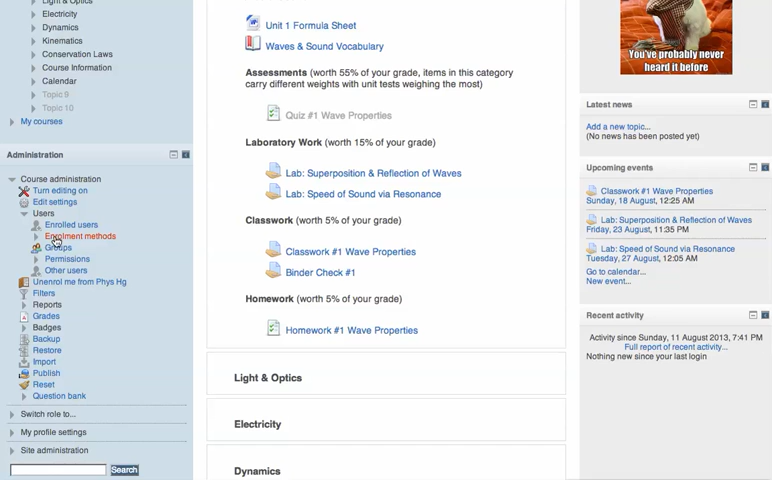 Light & Optics
Electricity
Dynamics
Kinematics
Conservation Laws
Course Information
Calendar
Topic 9
Topic 10
My courses
Administration
Course administration
Turn editing on
Edit settings
Users
Enrolled users
Enrolment methods
Groups
Permissions
Other users
Unenrol me from Phys Hg
Filters
Reports
Grades
Badges
Backup
Restore
Import
Publish
Reset
Question bank
Switch role to...
My profile settings
Site administration
Search
Unit 1 Formula Sheet
Waves & Sound Vocabulary
Assessments (worth 55% of your grade, items in this category
carry different weights with unit tests weighing the most)
Quiz #1 Wave Properties
Laboratory Work (worth 15% of your grade)
Lab: Superposition & Reflection of Waves
Lab: Speed of Sound via Resonance
Classwork (worth 5% of your grade)
Classwork #1 Wave Properties
Binder Check #1
Homework (worth 5% of your grade)
Homework #1 Wave Properties
Light & Optics
Electricity
Dynamics
You've probably never
heard it before
Latest news
Add a new topic...
(No news has been posted yet)
Upcoming events
Classwork #1 Wave Properties
Sunday, 18 August, 12:25 AM
Lab: Superposition & Reflection of Waves
Friday, 23 August, 11:35 PM
Lab: Speed of Sound via Resonance
Tuesday, 27 August, 12:05 AM
Go to calendar...
New event...
Recent activity
Activity since Sunday, 11 August 2013, 7:41 PM
Full report of recent activity...
Nothing new since your last login